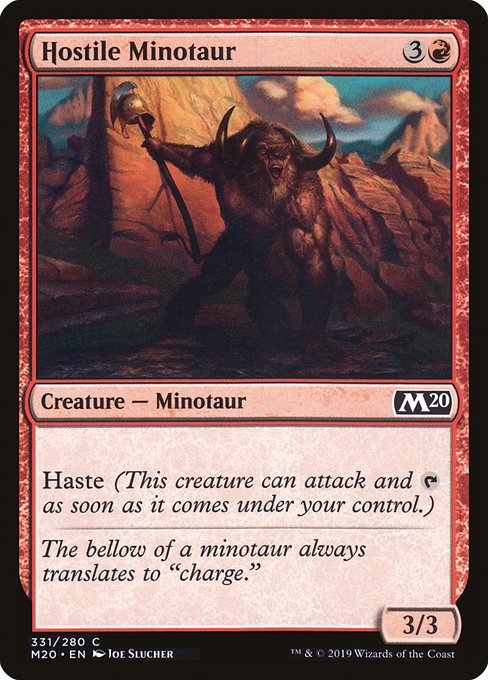 Hostile Minotaur 3
Creature — Minotaur M20
Haste (This creature can attack and
as soon as it comes under your control.)
The bellow of a minotaur always
translates to “charge.”
3/3
331/280 C
M20 • EN Joe Slucher ™ & © 2019 Wizards of the Coast